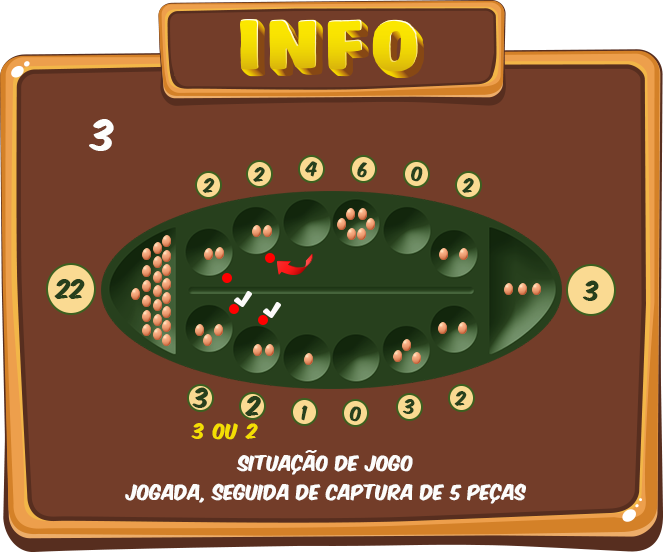 INFO
3
2 2 4 6 0 2
22 3
3 2 1 0 3 2
3 OU 2
SITUAÇÃO DE JOGO
JOGADA, SEGUIDA DE CAPTURA DE 5 PEÇAS